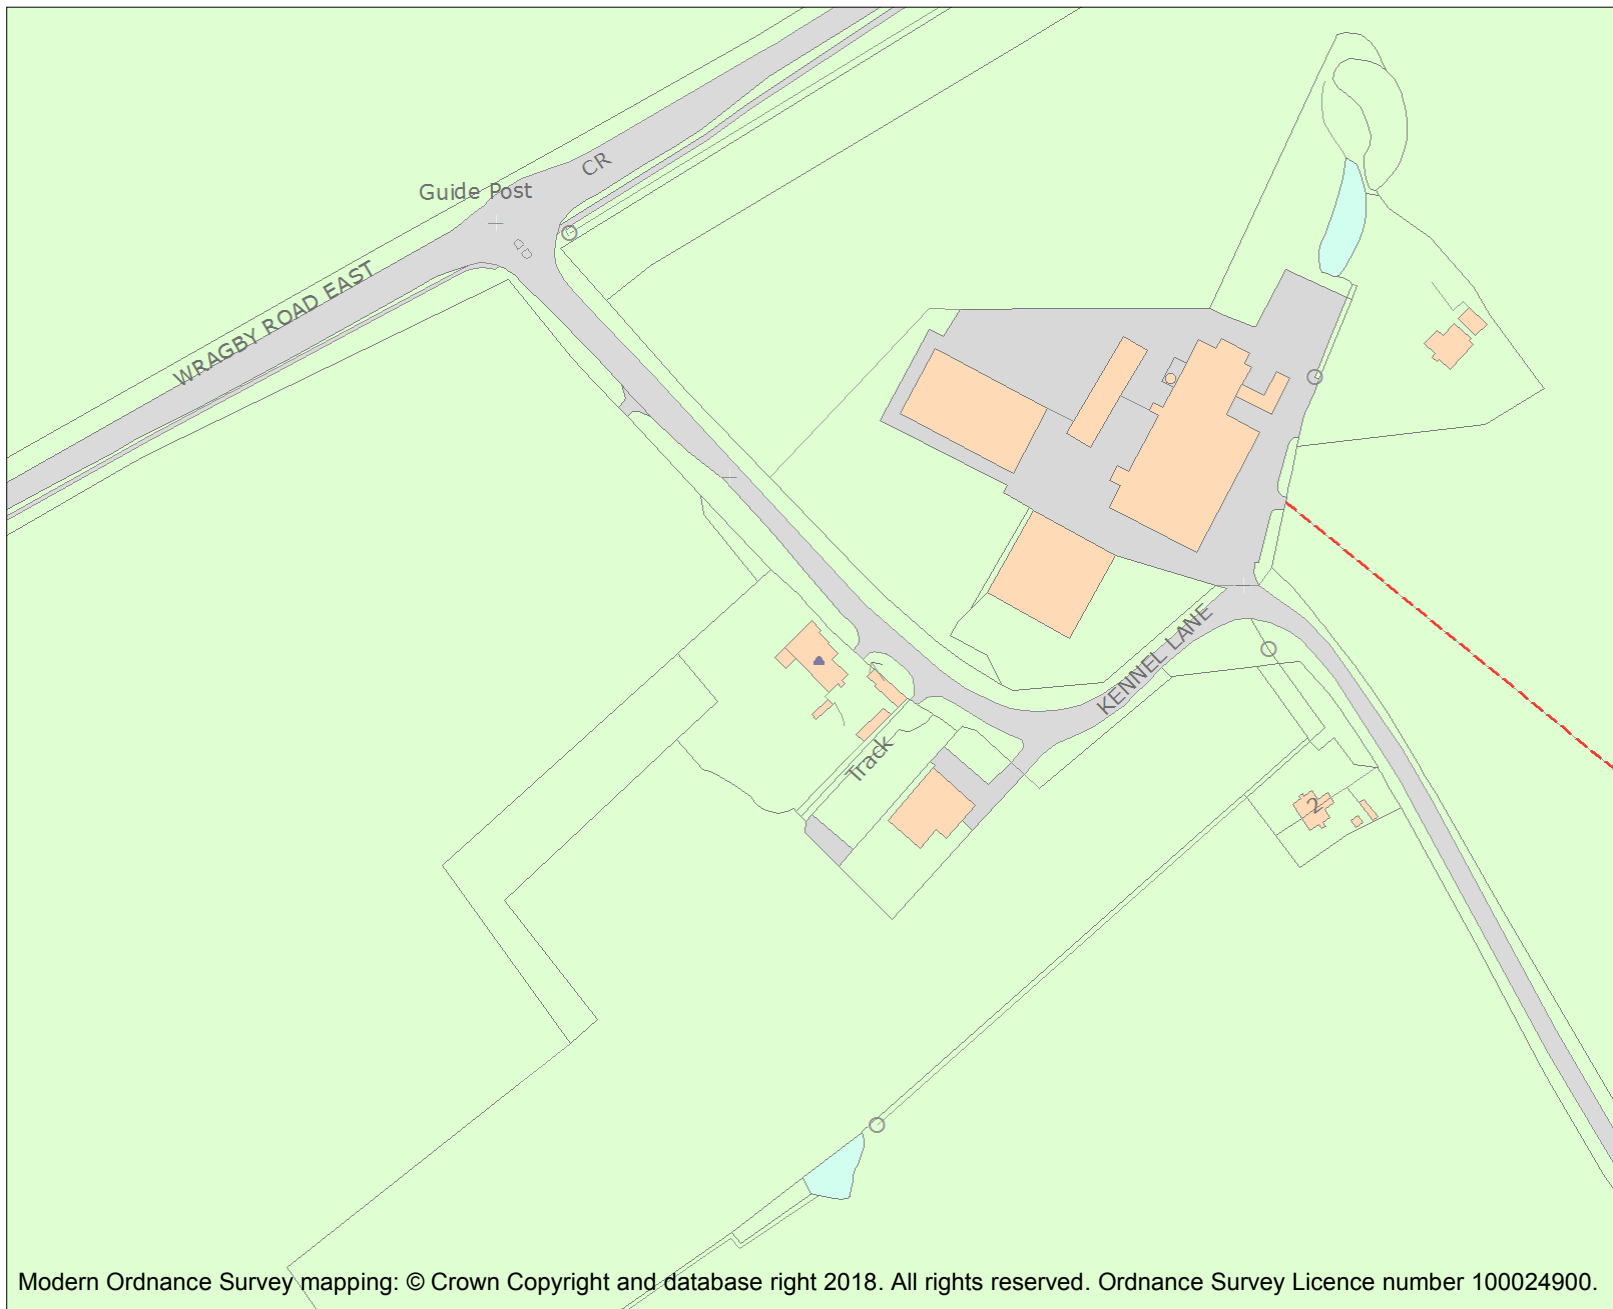 CR
Guide Post
WRAGBY ROAD EAST
KENNEL LANE
Track
2
Modern Ordnance Survey mapping: © Crown Copyright and database right 2018. All rights reserved. Ordnance Survey Licence number 100024900.